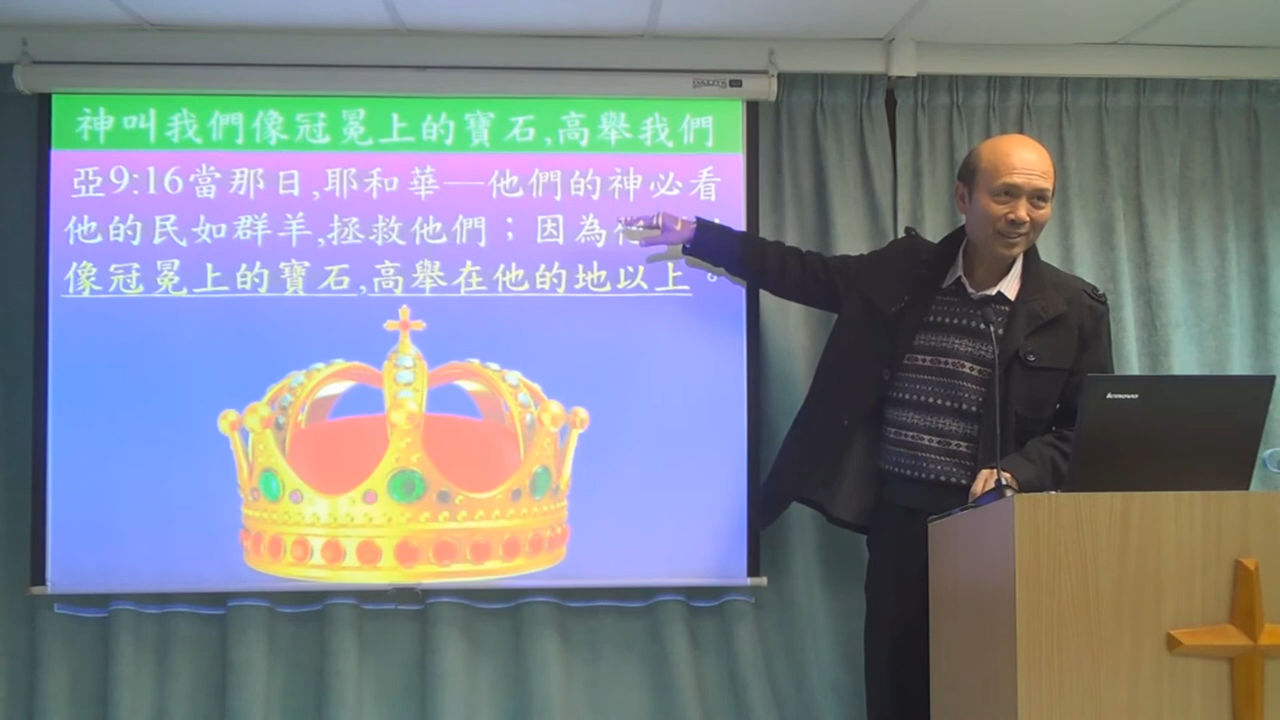 神叫我們像冠冕上的寶石,高舉我們
亞9:16當那日,耶和華─他們的神必看
他的民如群羊,拯救他們；因為
像冠冕上的寶石,高舉在他的地以上。
lenovo